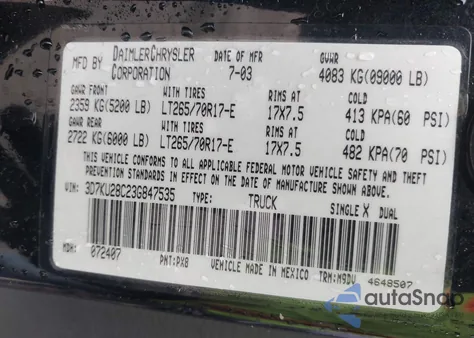 MFD BY DAIMLERCHRYSLER CORPORATION DATE OF MFR 7-03 GVWR 4083 KG(09000 LB)
GAWR FRONT WITH TIRES RIMS AT COLD
2359 KG(5200 LB) LT265/70R17-E 17X7.5 413 KPA(60 PSI)
GAWR REAR WITH TIRES RIMS AT COLD
2722 KG(6000 LB) LT265/70R17-E 17X7.5 482 KPA(70 PSI)
THIS VEHICLE CONFORMS TO ALL APPLICABLE FEDERAL MOTOR VEHICLE SAFETY AND THEFT
PREVENTION STANDARDS IN EFFECT ON THE DATE OF MANUFACTURE SHOWN ABOVE
VIN: 3D7KU28C23G847535 TYPE: TRUCK SINGLE X DUAL
MDH: 072407 PNT:PX8 VEHICLE MADE IN MEXICO TRM:M9DV 4648507
autoSnap